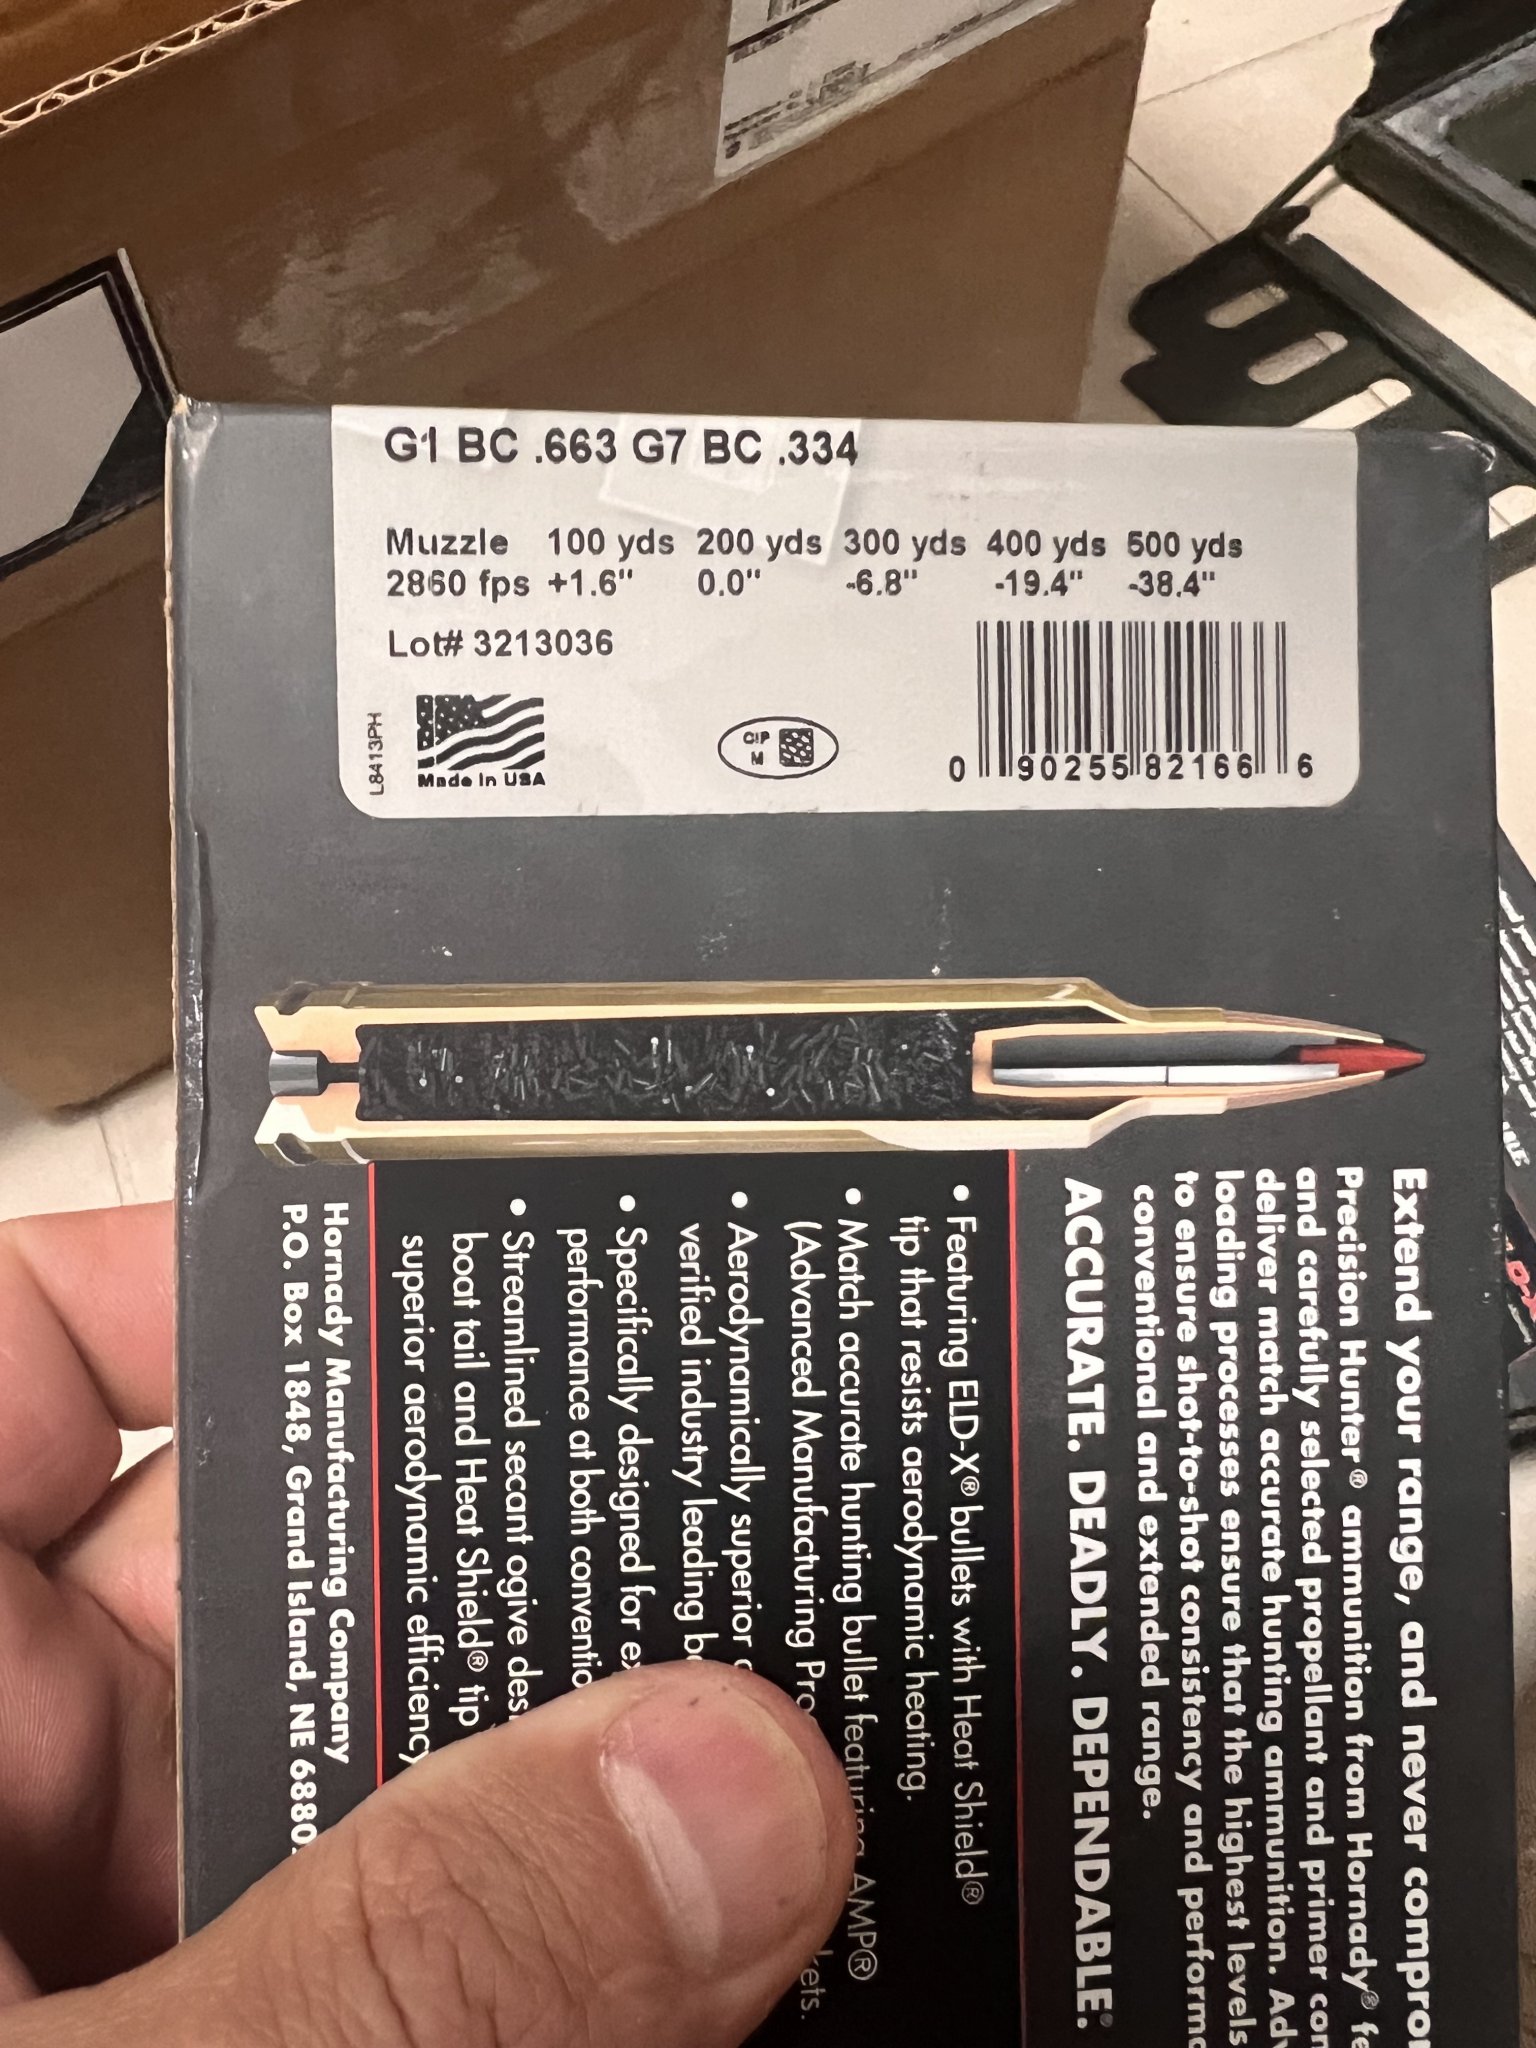 G1 BC .663 G7 BC .334
Muzzle 100 yds 200 yds 300 yds 400 yds 500 yds
2860 fps +1.6" 0.0" -6.8" -19.4" -38.4"
Lot# 3213036
L8413PH
Made in USA
CIP
M
0 90255 82166 6
Extend your range, and never
Precision Hunter® ammunition from Hornady®
and carefully selected propellant and primer
deliver match accurate hunting ammunition.
loading processes ensure that the highest levels
to ensure shot-to-shot consistency and
conventional and extended range.
ACCURATE. DEADLY. DEPENDABLE.®
• Featuring ELD-X® bullets with Heat Shield®
tip that resists aerodynamic heating.
• Match accurate hunting bullet featuring AMP®
(Advanced Manufacturing
• Aerodynamically superior
verified industry leading
• Specifically designed for
performance at both
• Streamlined secant ogive
boat tail and Heat Shield® tip
superior aerodynamic efficiency
Hornady Manufacturing Company
P.O. Box 1848, Grand Island, NE